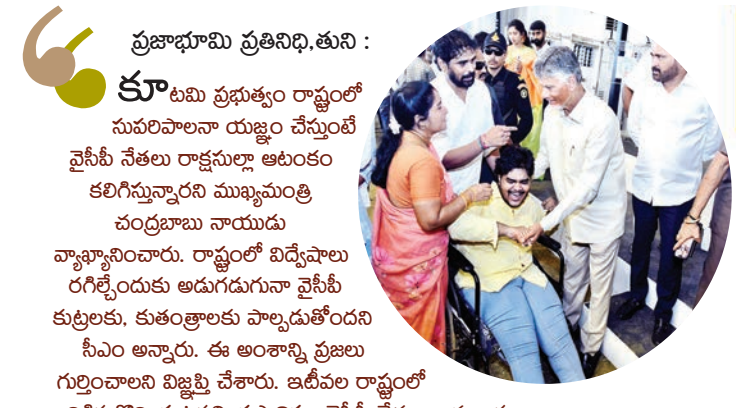 ప్రజాభూమి ప్రతినిధి,తుని :
కూటమి ప్రభుత్వం రాష్ట్రంలో
సుపరిపాలనా యజ్ఞం చేస్తుంటే
వైసీపీ నేతలు రాక్షసుల్లా ఆటంకం
కలిగిస్తున్నారని ముఖ్యమంత్రి
చంద్రబాబు నాయుడు
వ్యాఖ్యానించారు. రాష్ట్రంలో విద్వేషాలు
రగిల్చేందుకు అడుగడుగునా వైసీపీ
కుట్రలకు, కుతంత్రాలకు పాల్పడుతోందని
సీఎం అన్నారు. ఈ అంశాన్ని ప్రజలు
గుర్తించాలని విజ్ఞప్తి చేశారు. ఇటీవల రాష్ట్రంలో